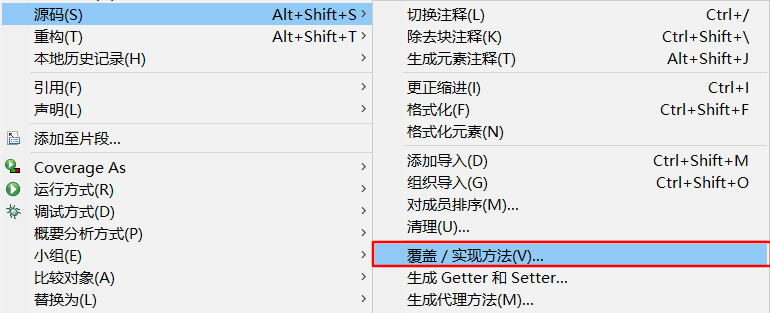 源码(S) Alt+Shift+S
重构(T) Alt+Shift+T
本地历史记录(H)
引用(F)
声明(L)
添加至片段...
Coverage As
运行方式(R)
调试方式(D)
概要分析方式(P)
小组(E)
比较对象(A)
替换为(L)
切换注释(L) Ctrl+/
除去块注释(K) Ctrl+Shift+\
生成元素注释(T) Alt+Shift+J
更正缩进(I) Ctrl+I
格式化(F) Ctrl+Shift+F
格式化元素(N)
添加导入(D) Ctrl+Shift+M
组织导入(G) Ctrl+Shift+O
对成员排序(M)...
清理(U)...
覆盖 / 实现方法(V)...
生成 Getter 和 Setter...
生成代理方法(M)...